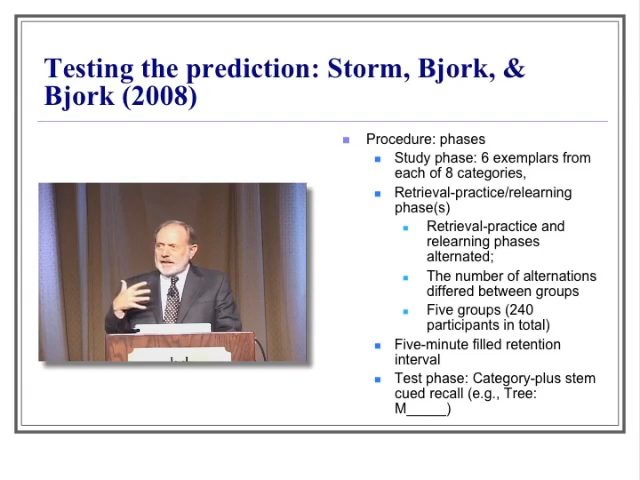 Testing the prediction: Storm, Bjork, &
Bjork (2008)
Procedure: phases
Study phase: 6 exemplars from
each of 8 categories,
Retrieval-practice/relearning
phase(s)
Retrieval-practice and
relearning phases
alternated;
The number of alternations
differed between groups
Five groups (240
participants in total)
Five-minute filled retention
interval
Test phase: Category-plus stem
cued recall (e.g., Tree:
M_____)